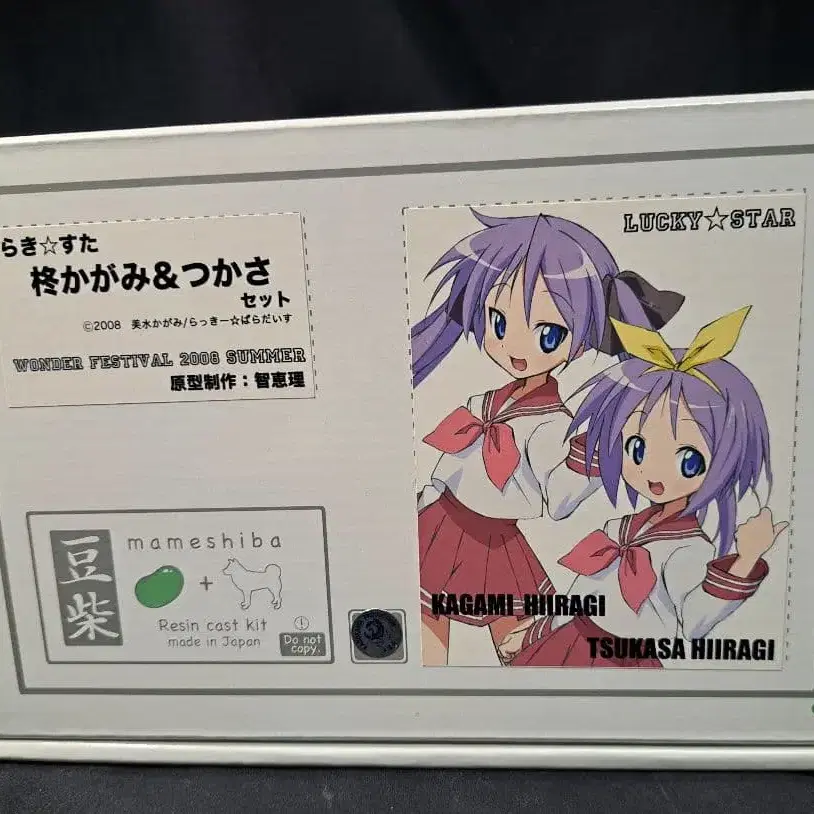 らき☆すた
柊かがみ&つかさ
セット
©2008 美水かがみ/らっきー☆ぱらだいす
WONDER FESTIVAL 2008 SUMMER
原型制作：智恵理
豆柴
mameshiba
+
Resin cast kit
made in Japan
Do not
copy.
LUCKY☆STAR
KAGAMI HIIRAGI
TSUKASA HIIRAGI